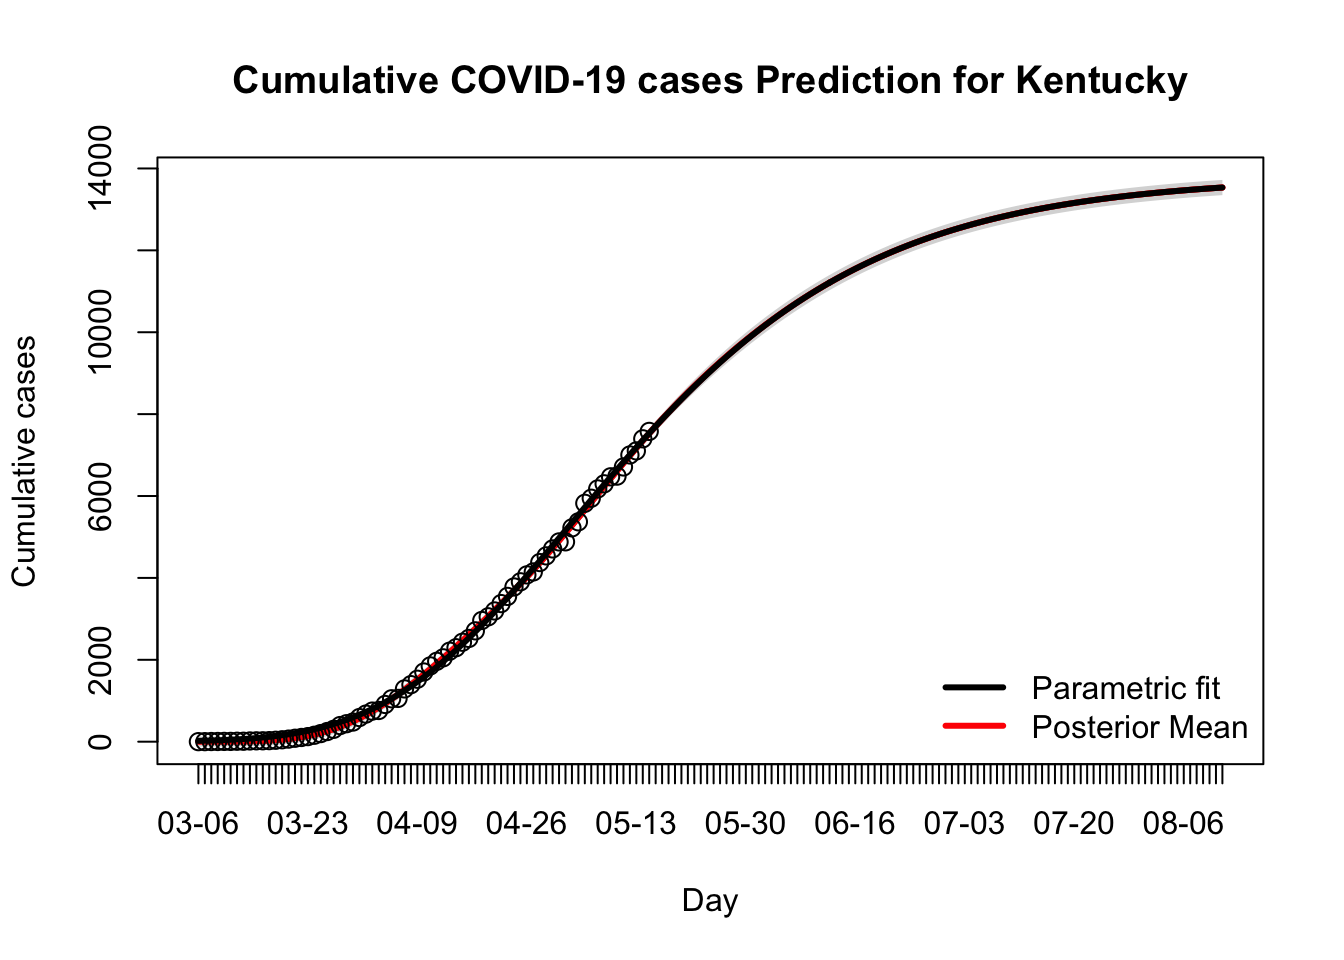 Cumulative COVID-19 cases Prediction for Kentucky
Cumulative cases
14000
10000
6000
2000
0
Parametric fit
Posterior Mean
03-06 03-23 04-09 04-26 05-13 05-30 06-16 07-03 07-20 08-06
Day